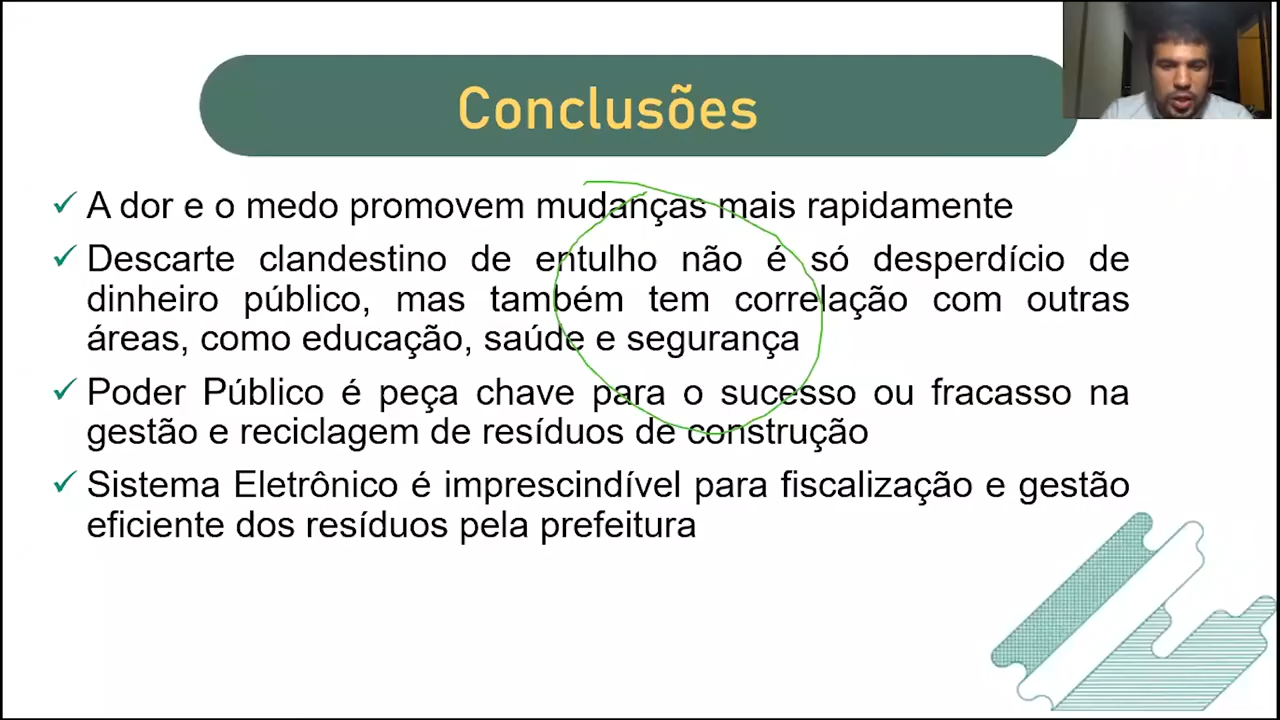 Conclusões
A dor e o medo promovem mudanças mais rapidamente
Descarte clandestino de entulho não é só desperdício de
dinheiro público, mas também tem correlação com outras
áreas, como educação, saúde e segurança
Poder Público é peça chave para o sucesso ou fracasso na
gestão e reciclagem de resíduos de construção
Sistema Eletrônico é imprescindível para fiscalização e gestão
eficiente dos resíduos pela prefeitura